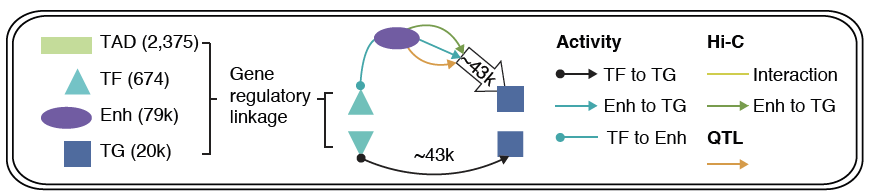 TAD (2,375)
TF (674)
Enh (79k)
TG (20k)
Gene
regulatory
linkage
~43k
~43k
Activity
TF to TG
Enh to TG
TF to Enh
Hi-C
Interaction
Enh to TG
QTL